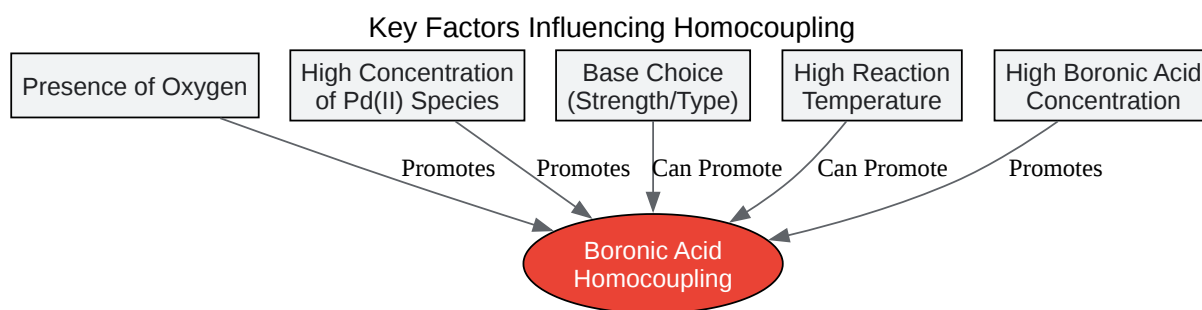 Key Factors Influencing Homocoupling
Presence of Oxygen
High Concentration
of Pd(II) Species
Base Choice
(Strength/Type)
High Reaction
Temperature
High Boronic Acid
Concentration
Promotes
Promotes
Can Promote
Can Promote
Promotes
Boronic Acid
Homocoupling